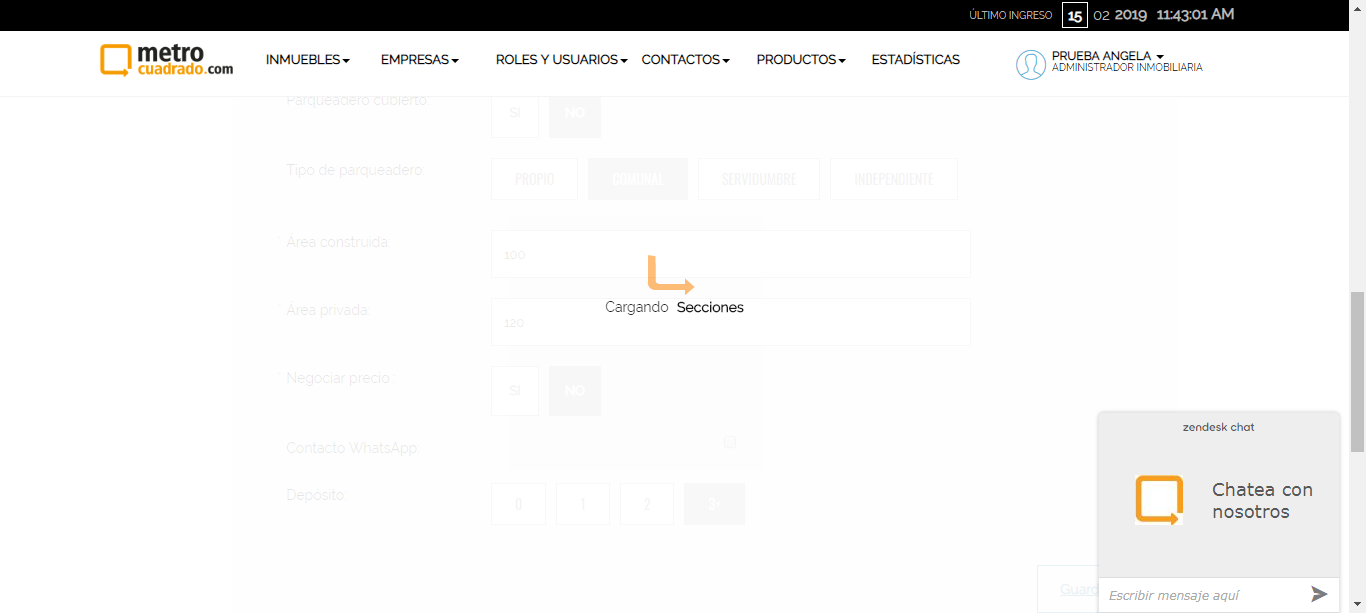 ÚLTIMO INGRESO 15 02 2019 11:43:01 AM
metro
cuadrado.com
INMUEBLES EMPRESAS ROLES Y USUARIOS CONTACTOS PRODUCTOS ESTADÍSTICAS
PRUEBA ANGELA
ADMINISTRADOR INMOBILIARIA
Parqueadero cubierto:
SI NO
Tipo de parqueadero:
PROPIO COMUNAL SERVIDUMBRE INDEPENDIENTE
* Area construida:
100
Cargando Secciones
* Area privada
120
* Negociar precio
SI NO
Contacto WhatsApp
Depósito
0 1 2 3+
Guard
zendesk chat
Chatea con
nosotros
Escribir mensaje aquí